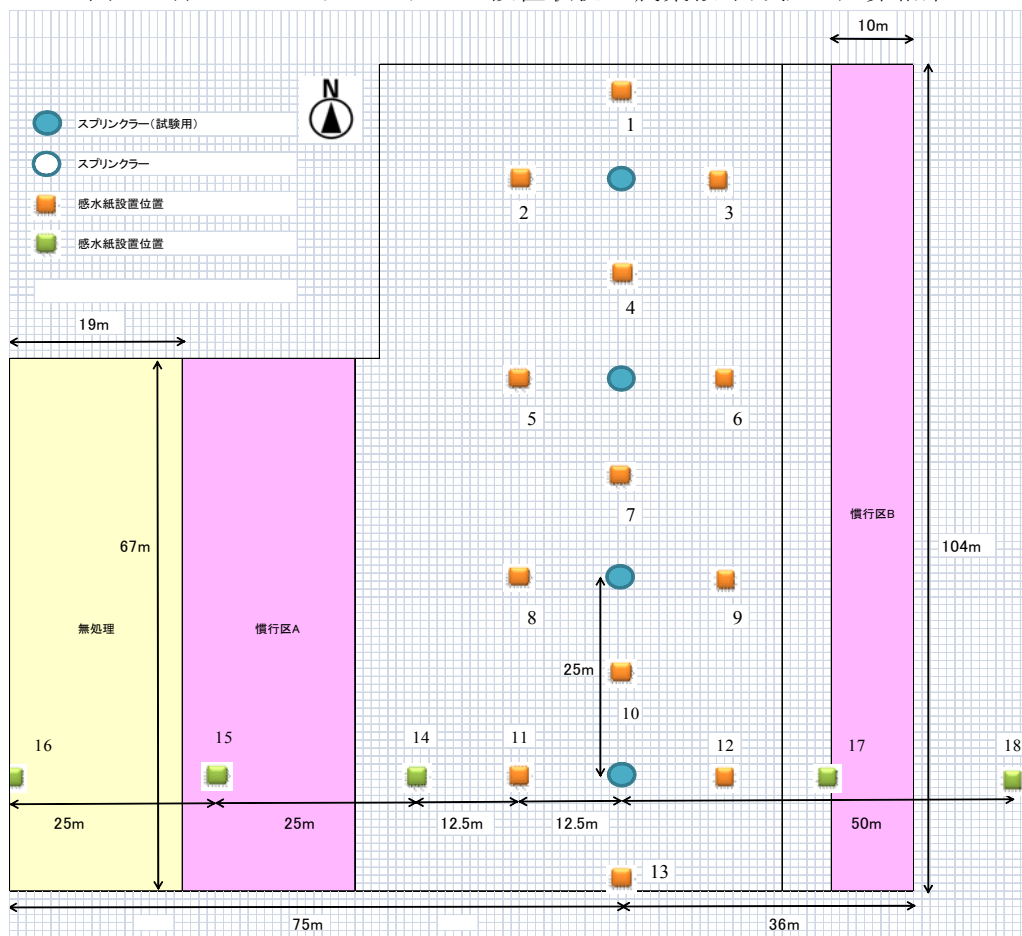 10m
N
1
スプリンクラー(試験用)
スプリンクラー
2
3
感水紙設置位置
感水紙設置位置
4
19m
5
6
7
慣行区B
67m
104m
8
9
無処理
慣行区A
25m
10
16
15
14
11
12
17
18
25m
25m
12.5m
12.5m
50m
13
75m
36m